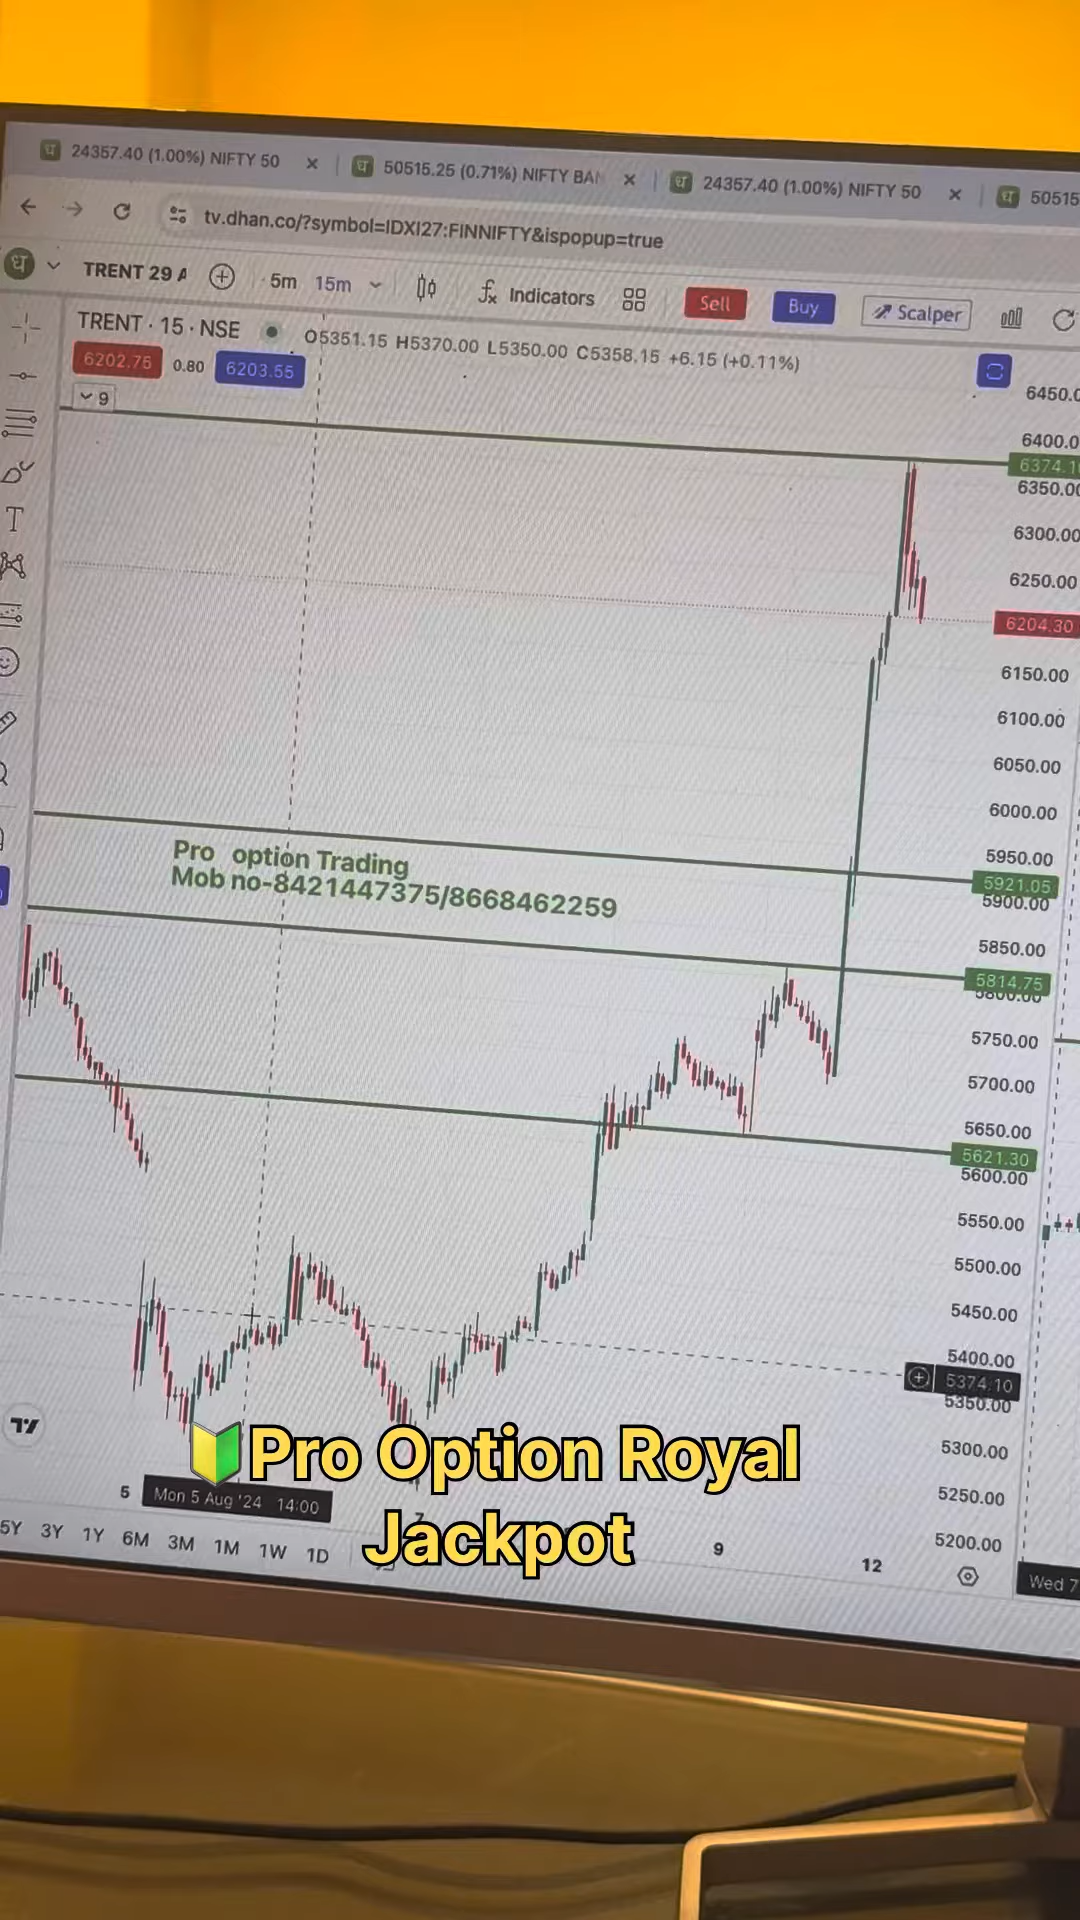 24357.40 (1.00%) NIFTY 50
50515.25 (0.71%) NIFTY BAN
24357.40 (1.00%) NIFTY 50
50515
tv.dhan.co/?symbol=IDXI27:FINNIFTY&ispopup=true
TRENT 29 A
5m 15m
Indicators
Sell
Buy
Scalper
TRENT · 15 · NSE
O5351.15 H5370.00 L5350.00 C5358.15 +6.15 (+0.11%)
6202.75 0.80 6203.55
9
6450.0
6400.0
6374.10
6350.00
6300.00
6250.00
6204.30
6150.00
6100.00
6050.00
6000.00
5950.00
5921.05
5900.00
Pro option Trading
Mob no-8421447375/8668462259
5850.00
5814.75
5800.00
5750.00
5700.00
5650.00
5621.30
5600.00
5550.00
5500.00
5450.00
5400.00
5374.10
5350.00
5300.00
5250.00
5200.00
🔰Pro Option Royal
Jackpot
5
Mon 5 Aug '24 14:00
7
9
12
Wed 7
5Y 3Y 1Y 6M 3M 1M 1W 1D